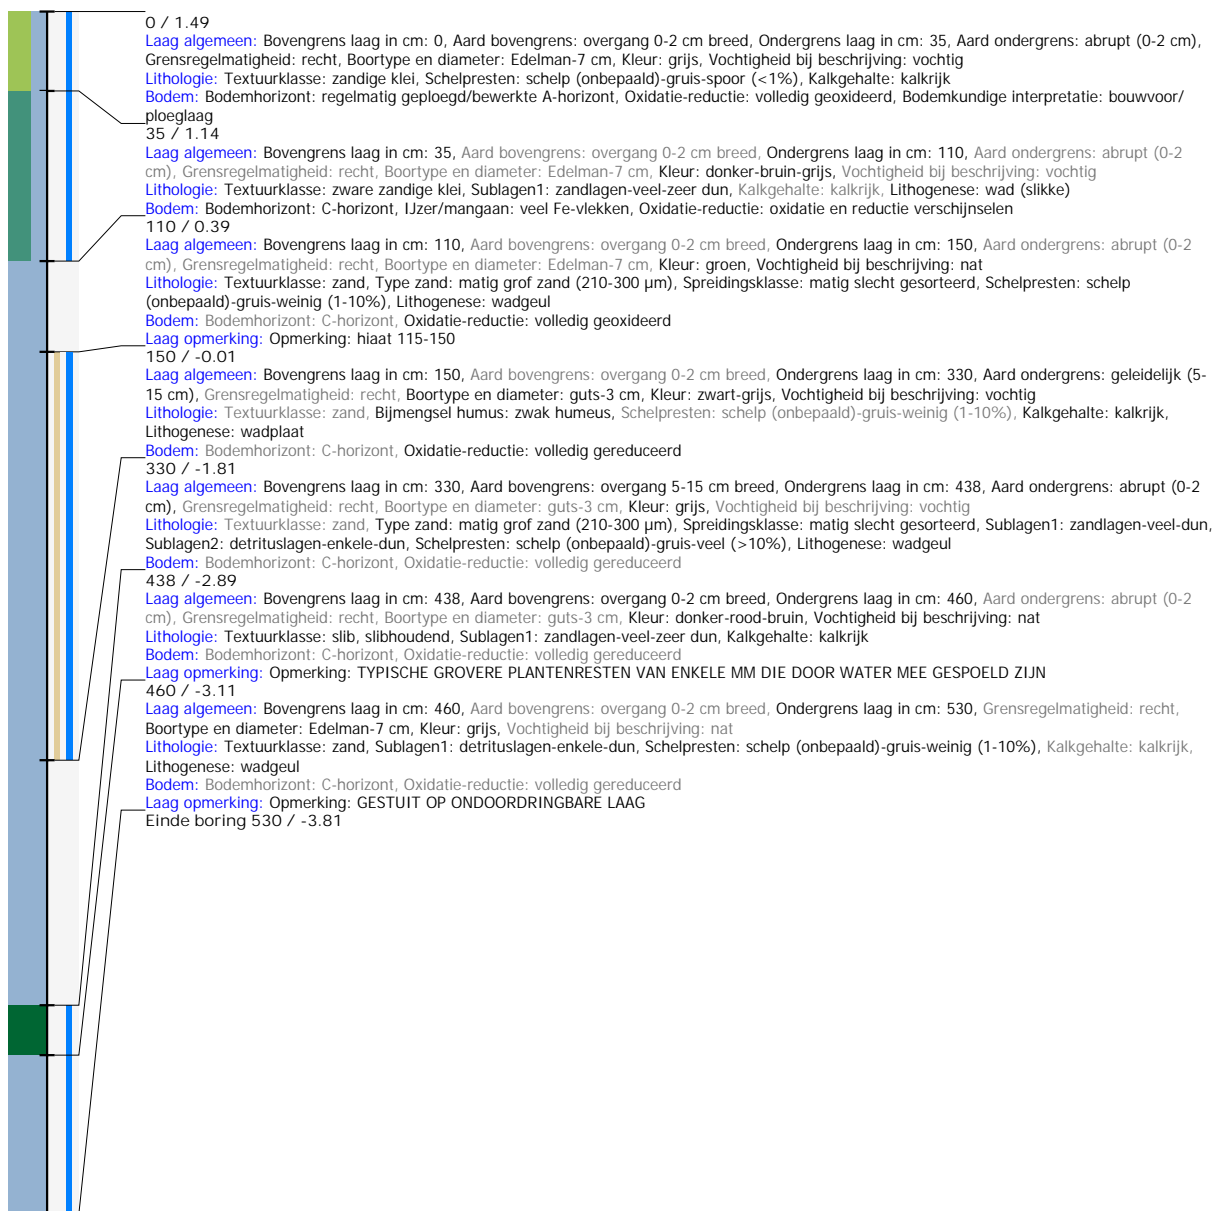 0 / 1.49
Laag algemeen: Bovengrens laag in cm: 0, Aard bovengrens: overgang 0-2 cm breed, Ondergrens laag in cm: 35, Aard ondergrens: abrupt (0-2 cm),
Grensregelmatigheid: recht, Boortype en diameter: Edelman-7 cm, Kleur: grijs, Vochtigheid bij beschrijving: vochtig
Lithologie: Textuurklasse: zandige klei, Schelpresten: schelp (onbepaald)-gruis-spoor (<1%), Kalkgehalte: kalkrijk
Bodem: Bodemhorizont: regelmatig geploegd/bewerkte A-horizont, Oxidatie-reductie: volledig geoxideerd, Bodemkundige interpretatie: bouwvoor/
ploeglaag
35 / 1.14
Laag algemeen: Bovengrens laag in cm: 35, Aard bovengrens: overgang 0-2 cm breed, Ondergrens laag in cm: 110, Aard ondergrens: abrupt (0-2
cm), Grensregelmatigheid: recht, Boortype en diameter: Edelman-7 cm, Kleur: donker-bruin-grijs, Vochtigheid bij beschrijving: vochtig
Lithologie: Textuurklasse: zware zandige klei, Sublagen1: zandlagen-veel-zeer dun, Kalkgehalte: kalkrijk, Lithogenese: wad (slikke)
Bodem: Bodemhorizont: C-horizont, IJzer/mangaan: veel Fe-vlekken, Oxidatie-reductie: oxidatie en reductie verschijnselen
110 / 0.39
Laag algemeen: Bovengrens laag in cm: 110, Aard bovengrens: overgang 0-2 cm breed, Ondergrens laag in cm: 150, Aard ondergrens: abrupt (0-2
cm), Grensregelmatigheid: recht, Boortype en diameter: Edelman-7 cm, Kleur: groen, Vochtigheid bij beschrijving: nat
Lithologie: Textuurklasse: zand, Type zand: matig grof zand (210-300 µm), Spreidingsklasse: matig slecht gesorteerd, Schelpresten: schelp
(onbepaald)-gruis-weinig (1-10%), Lithogenese: wadgeul
Bodem: Bodemhorizont: C-horizont, Oxidatie-reductie: volledig geoxideerd
Laag opmerking: Opmerking: hiaat 115-150
150 / -0.01
Laag algemeen: Bovengrens laag in cm: 150, Aard bovengrens: overgang 0-2 cm breed, Ondergrens laag in cm: 330, Aard ondergrens: geleidelijk (5-
15 cm), Grensregelmatigheid: recht, Boortype en diameter: guts-3 cm, Kleur: zwart-grijs, Vochtigheid bij beschrijving: vochtig
Lithologie: Textuurklasse: zand, Bijmengsel humus: zwak humeus, Schelpresten: schelp (onbepaald)-gruis-weinig (1-10%), Kalkgehalte: kalkrijk,
Lithogenese: wadplaat
Bodem: Bodemhorizont: C-horizont, Oxidatie-reductie: volledig gereduceerd
330 / -1.81
Laag algemeen: Bovengrens laag in cm: 330, Aard bovengrens: overgang 5-15 cm breed, Ondergrens laag in cm: 438, Aard ondergrens: abrupt (0-2
cm), Grensregelmatigheid: recht, Boortype en diameter: guts-3 cm, Kleur: grijs, Vochtigheid bij beschrijving: vochtig
Lithologie: Textuurklasse: zand, Type zand: matig grof zand (210-300 µm), Spreidingsklasse: matig slecht gesorteerd, Sublagen1: zandlagen-veel-dun,
Sublagen2: detrituslagen-enkele-dun, Schelpresten: schelp (onbepaald)-gruis-veel (>10%), Lithogenese: wadgeul
Bodem: Bodemhorizont: C-horizont, Oxidatie-reductie: volledig gereduceerd
438 / -2.89
Laag algemeen: Bovengrens laag in cm: 438, Aard bovengrens: overgang 0-2 cm breed, Ondergrens laag in cm: 460, Aard ondergrens: abrupt (0-2
cm), Grensregelmatigheid: recht, Boortype en diameter: guts-3 cm, Kleur: donker-rood-bruin, Vochtigheid bij beschrijving: nat
Lithologie: Textuurklasse: slib, slibhoudend, Sublagen1: zandlagen-veel-zeer dun, Kalkgehalte: kalkrijk
Bodem: Bodemhorizont: C-horizont, Oxidatie-reductie: volledig gereduceerd
Laag opmerking: Opmerking: TYPISCHE GROVERE PLANTENRESTEN VAN ENKELE MM DIE DOOR WATER MEE GESPOELD ZIJN
460 / -3.11
Laag algemeen: Bovengrens laag in cm: 460, Aard bovengrens: overgang 0-2 cm breed, Ondergrens laag in cm: 530, Grensregelmatigheid: recht,
Boortype en diameter: Edelman-7 cm, Kleur: grijs, Vochtigheid bij beschrijving: nat
Lithologie: Textuurklasse: zand, Sublagen1: detrituslagen-enkele-dun, Schelpresten: schelp (onbepaald)-gruis-weinig (1-10%), Kalkgehalte: kalkrijk,
Lithogenese: wadgeul
Bodem: Bodemhorizont: C-horizont, Oxidatie-reductie: volledig gereduceerd
Laag opmerking: Opmerking: GESTUIT OP ONDOORDRINGBARE LAAG
Einde boring 530 / -3.81